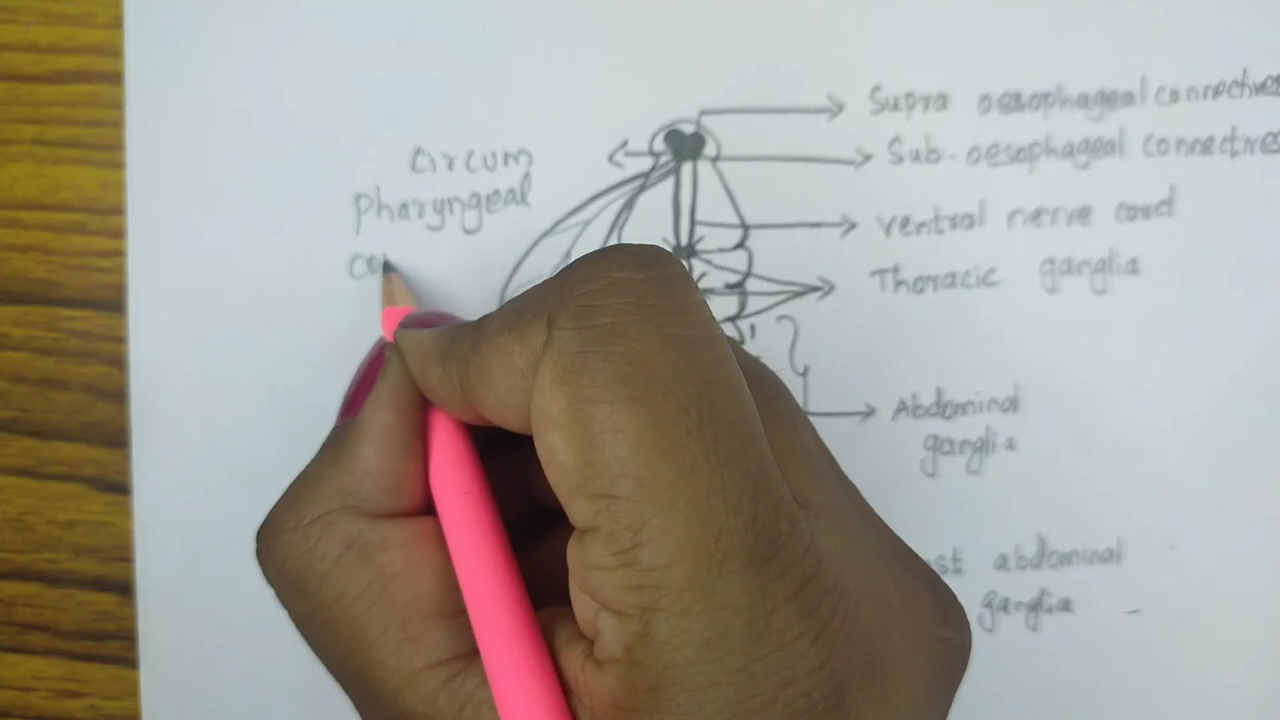 Supra oesophageal connectives
Sub-oesophageal connectives
Circum
pharyngeal
ventral nerve cord
Thoracic ganglia
Abdominal
ganglia
abdominal
ganglia